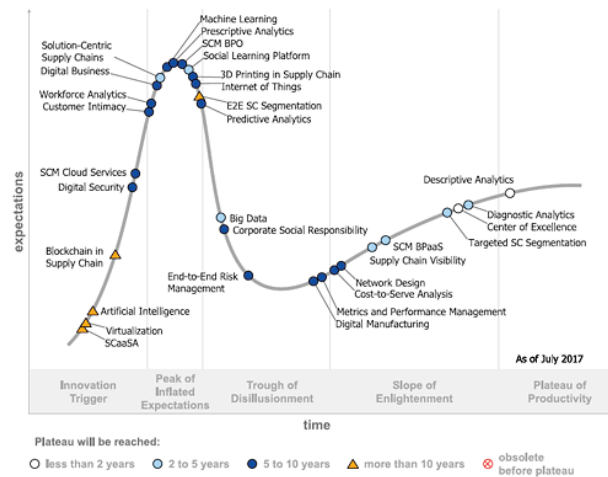 Machine Learning
Prescriptive Analytics
SCM BPO
Solution-Centric
Supply Chains
Social Learning Platform
Digital Business
3D Printing in Supply Chain
Internet of Things
Workforce Analytics
Customer Intimacy
E2E SC Segmentation
Predictive Analytics
SCM Cloud Services
Digital Security
Descriptive Analytics
Big Data
Corporate Social Responsibility
Diagnostic Analytics
Center of Excellence
Targeted SC Segmentation
Blockchain in
Supply Chain
SCM BPaaS
Supply Chain Visibility
End-to-End Risk
Management
Network Design
Cost-to-Serve Analysis
Artificial Intelligence
Metrics and Performance Management
Digital Manufacturing
Virtualization
SCaaSA
expectations
As of July 2017
Innovation
Trigger
Peak of
Inflated
Expectations
Trough of
Disillusionment
Slope of
Enlightenment
Plateau of
Productivity
time
Plateau will be reached:
less than 2 years
2 to 5 years
5 to 10 years
more than 10 years
obsolete
before plateau